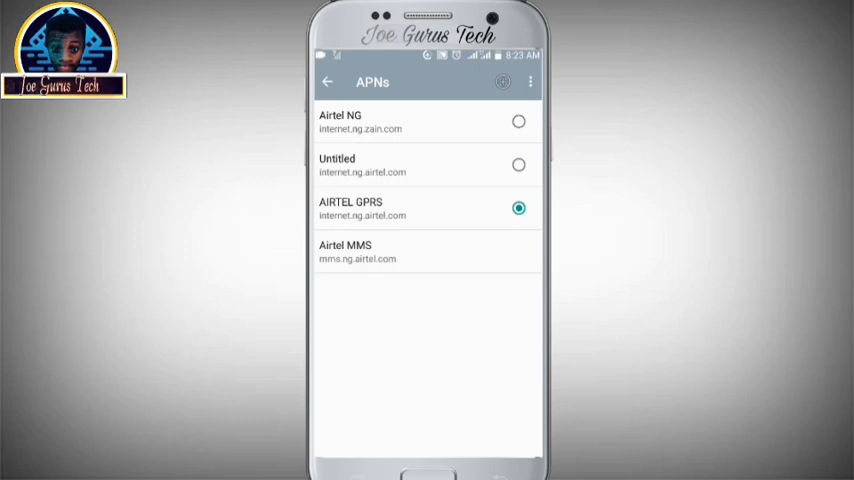 Joe Gurus Tech
Joe Gurus Tech
8:23 AM
APNs
Airtel NG
internet.ng.zain.com
Untitled
internet.ng.airtel.com
AIRTEL GPRS
internet.ng.airtel.com
Airtel MMS
mms.ng.airtel.com